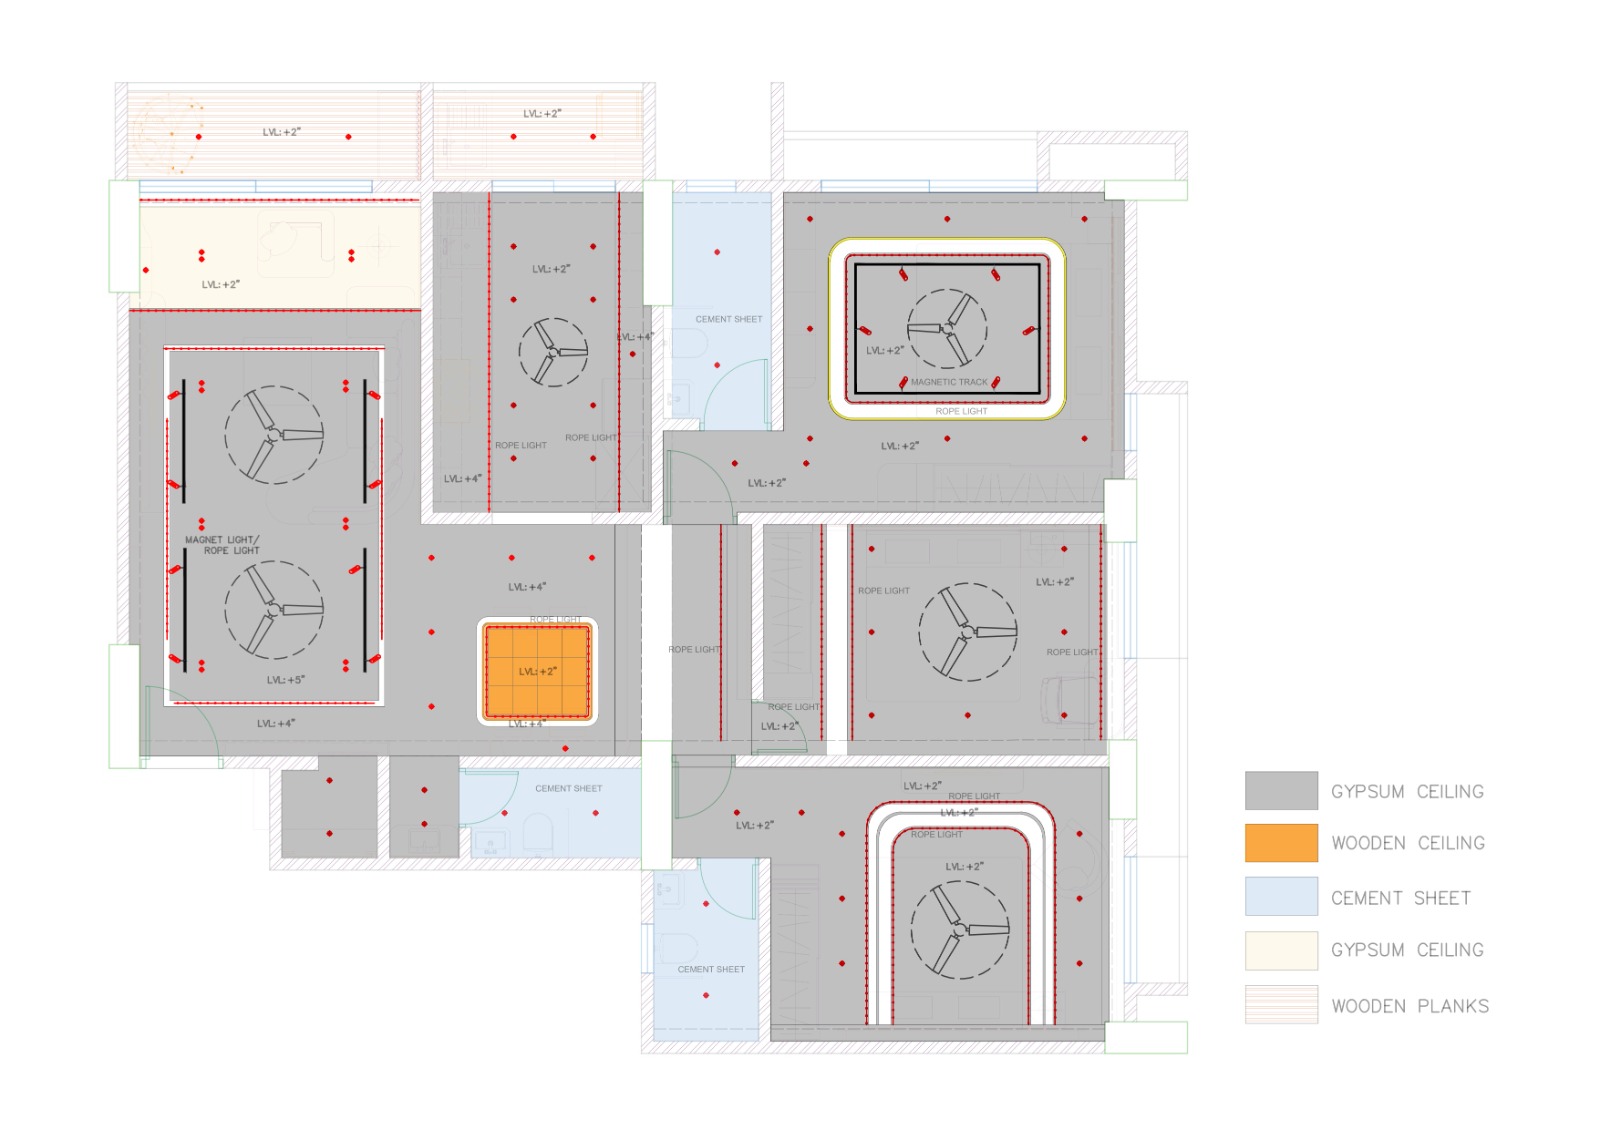 LVL: +2"
LVL: +2"
LVL: +2"
LVL: +2"
LVL: +4"
ROPE LIGHT
ROPE LIGHT
LVL: +4"
CEMENT SHEET
LVL: +2"
MAGNETIC TRACK
ROPE LIGHT
LVL: +2"
LVL: +2"
MAGNET LIGHT/
ROPE LIGHT
LVL: +5"
LVL: +4"
LVL: +4"
ROPE LIGHT
LVL: +2"
LVL: +4"
ROPE LIGHT
ROPE LIGHT
LVL: +2"
ROPE LIGHT
LVL: +2"
ROPE LIGHT
CEMENT SHEET
LVL: +2"
ROPE LIGHT
LVL: +2"
LVL: +2"
ROPE LIGHT
LVL: +2"
CEMENT SHEET
GYPSUM CEILING
WOODEN CEILING
CEMENT SHEET
GYPSUM CEILING
WOODEN PLANKS